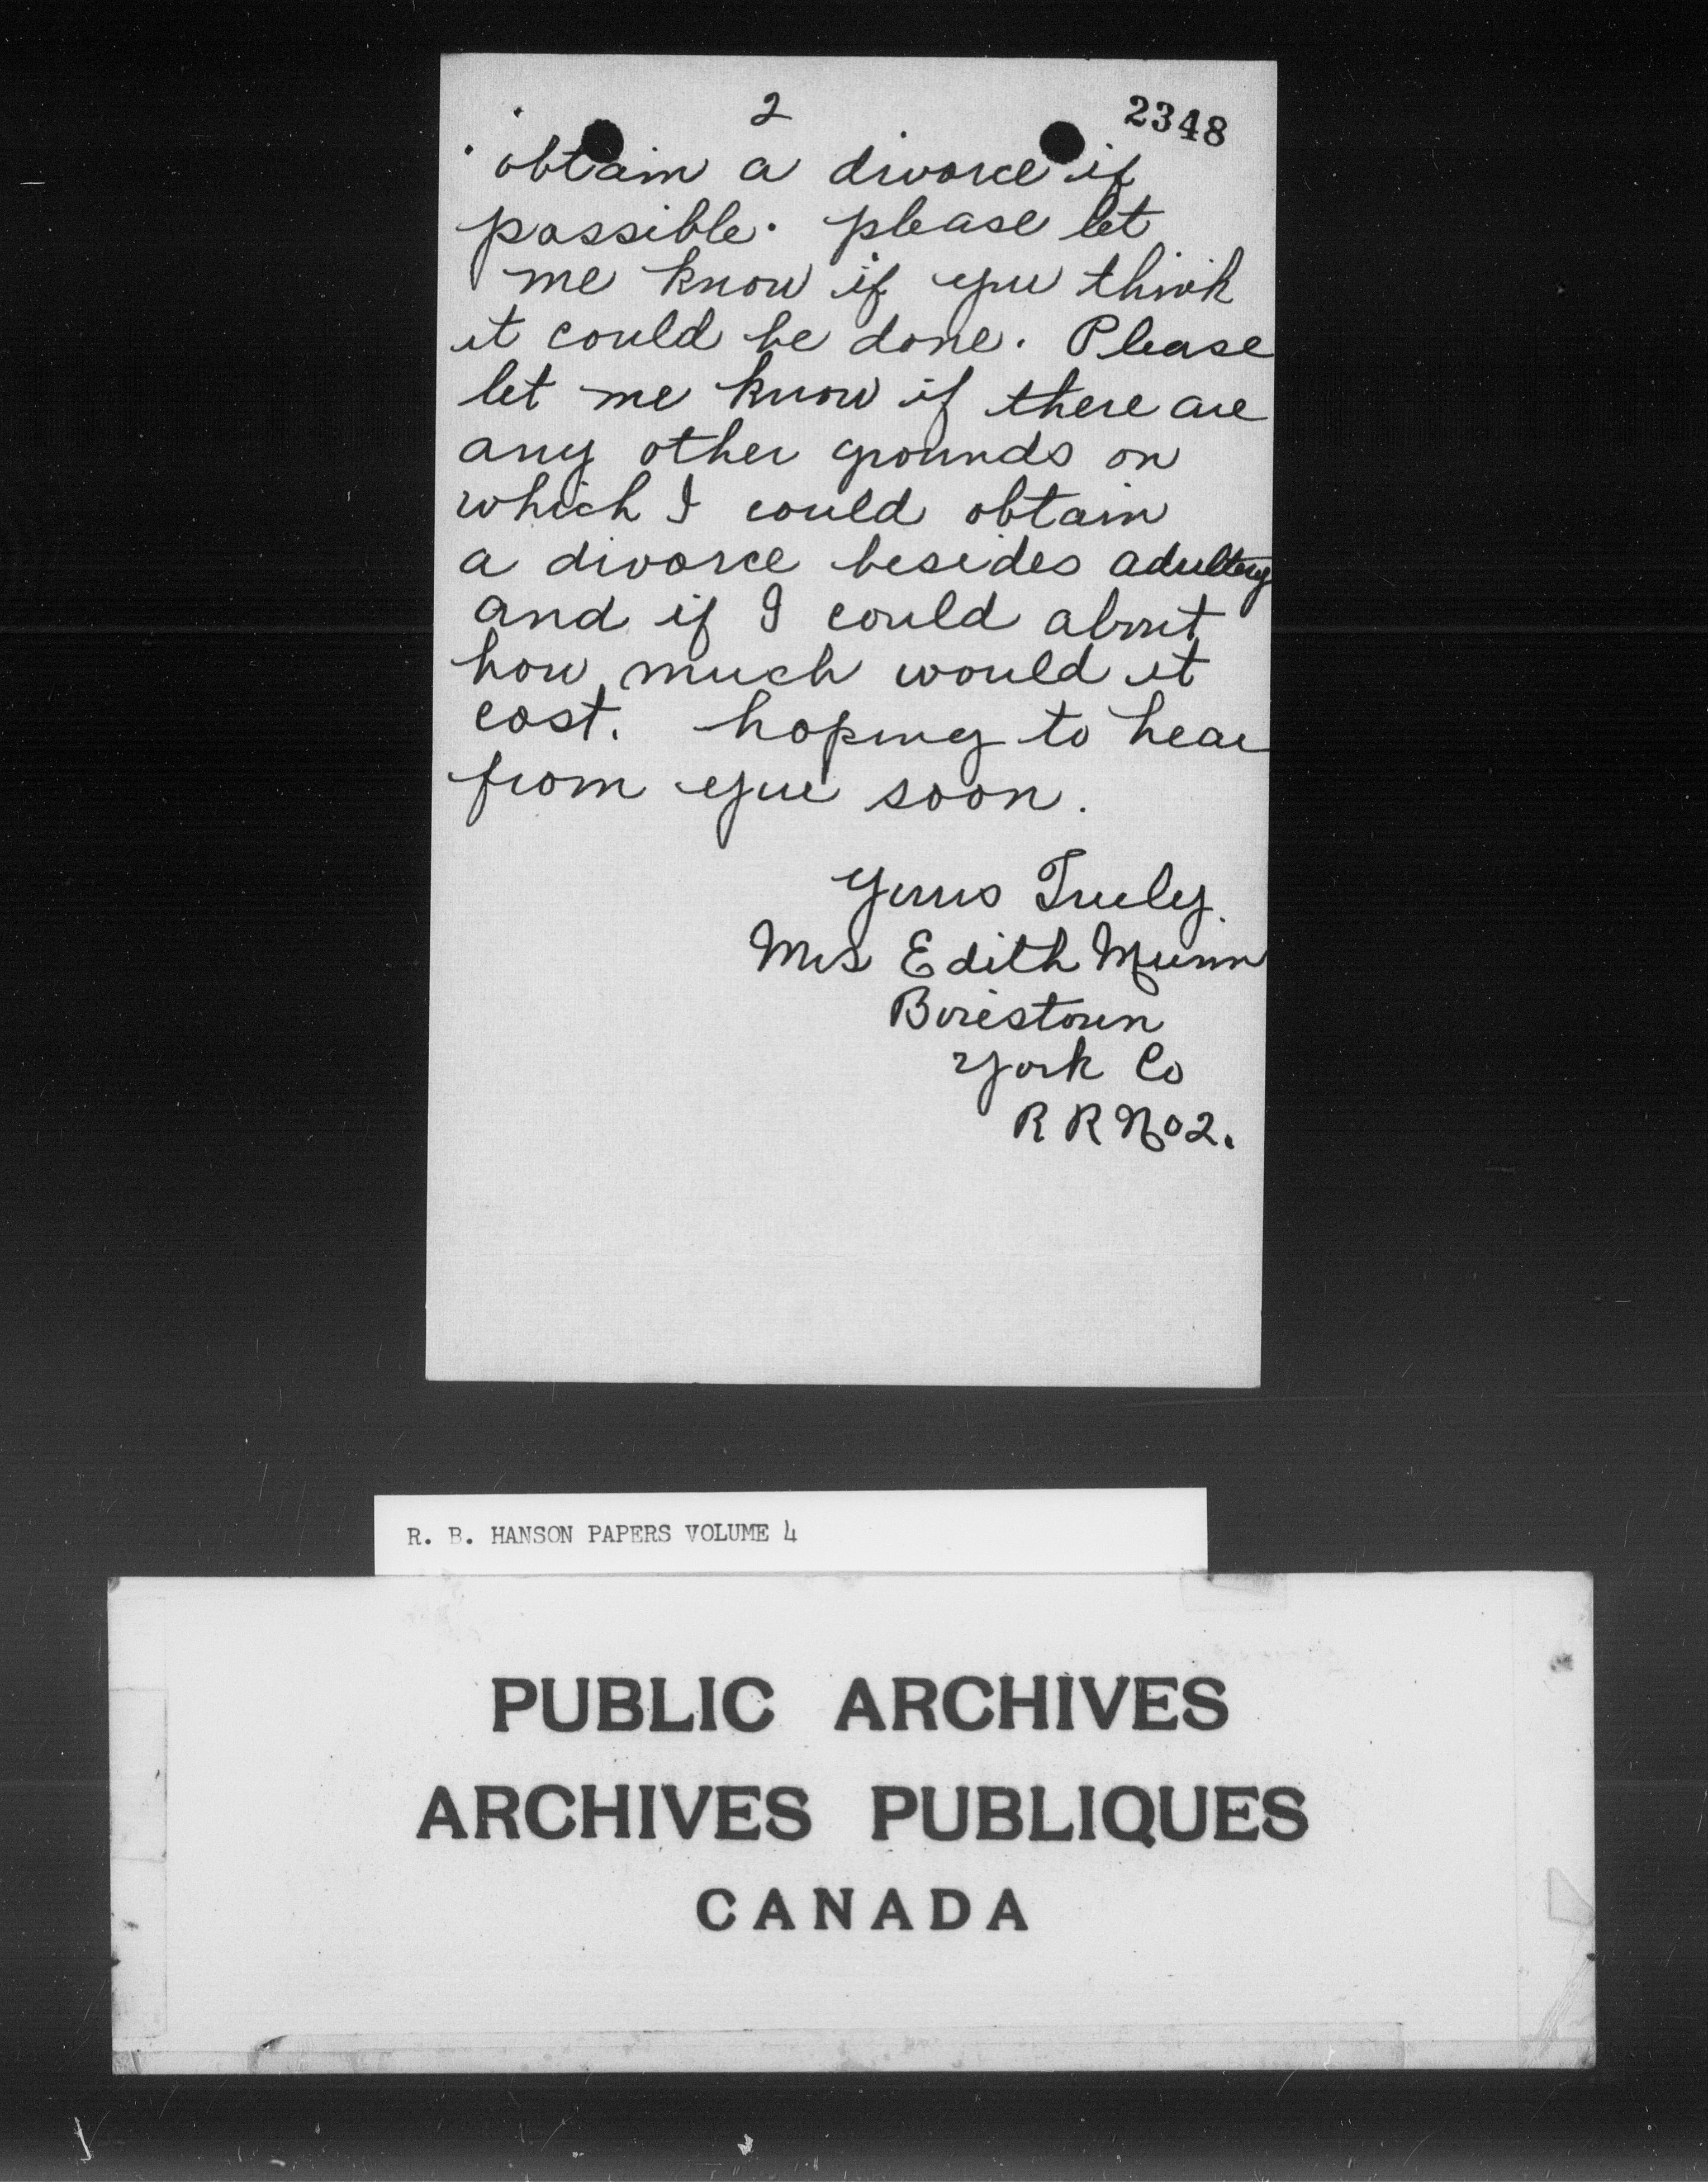 2
2348
obtain a divorce if
possible. please let
me know if you think
it could be done. Please
let me know if there are
any other grounds on
which I could obtain
a divorce besides adultery
and if I could about
how much would it
cost. hoping to hear
from you soon.
Yours Truly
Mrs Edith Munn
Boiestown
York Co
R R No 2.
R. B. HANSON PAPERS VOLUME 4
PUBLIC ARCHIVES
ARCHIVES PUBLIQUES
CANADA